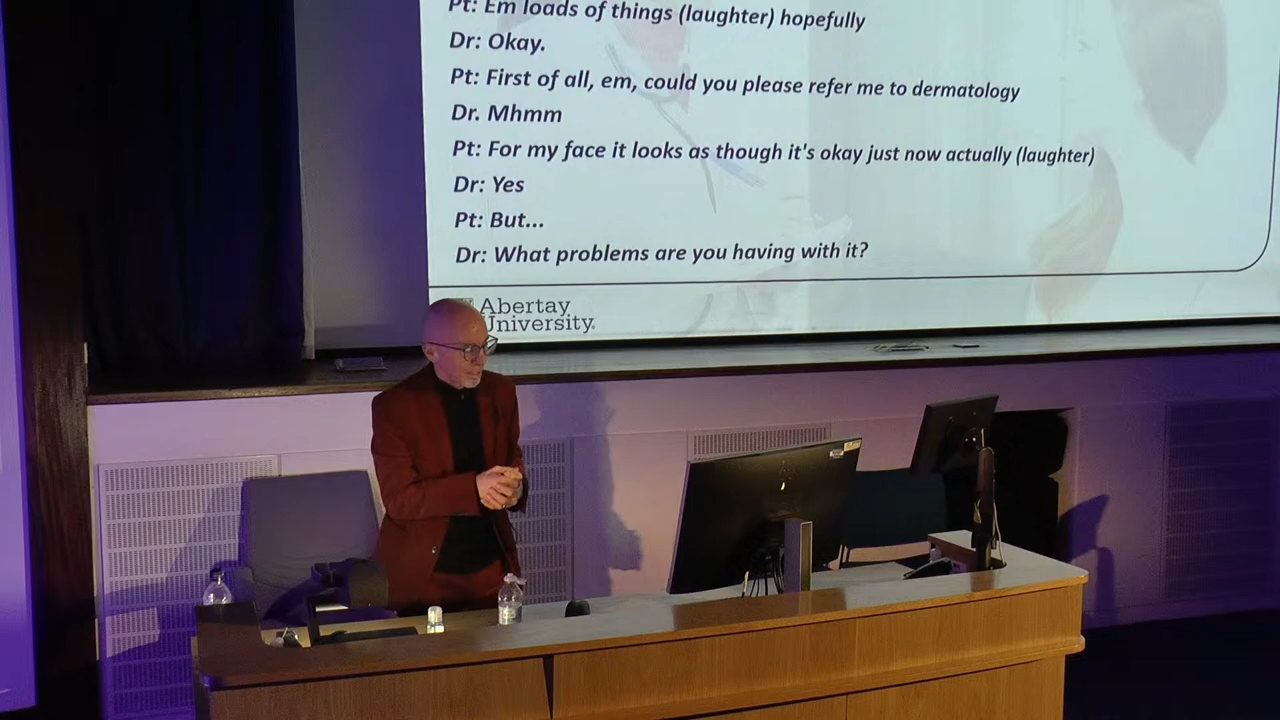 Pt: Em loads of things (laughter) hopefully
Dr: Okay.
Pt: First of all, em, could you please refer me to dermatology
Dr. Mhmm
Pt: For my face it looks as though it's okay just now actually (laughter)
Dr: Yes
Pt: But...
Dr: What problems are you having with it?
Abertay
University.